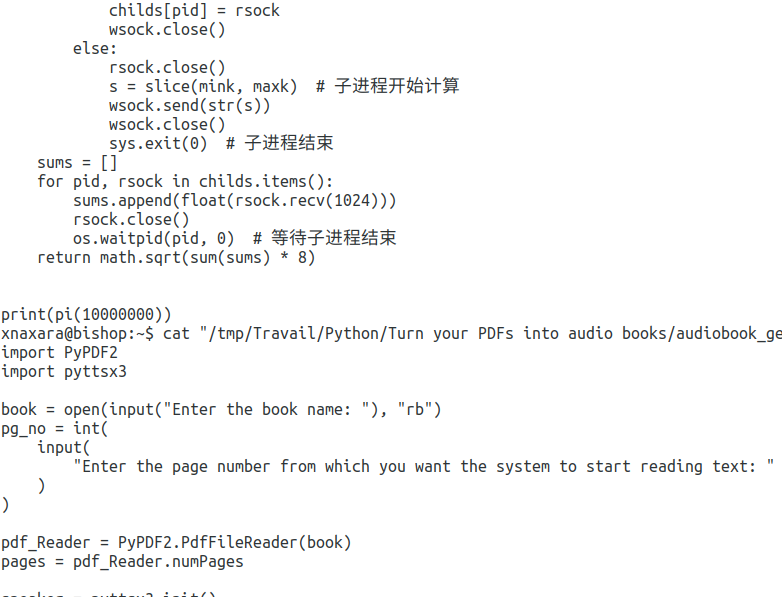 childs[pid] = rsock
            wsock.close()
        else:
            rsock.close()
            s = slice(mink, maxk)  # 子进程开始计算
            wsock.send(str(s))
            wsock.close()
            sys.exit(0)  # 子进程结束
    sums = []
    for pid, rsock in childs.items():
        sums.append(float(rsock.recv(1024)))
        rsock.close()
        os.waitpid(pid, 0)  # 等待子进程结束
    return math.sqrt(sum(sums) * 8)


print(pi(10000000))
xnaxara@bishop:~$ cat "/tmp/Travail/Python/Turn your PDFs into audio books/audiobook_ge
import PyPDF2
import pyttsx3

book = open(input("Enter the book name: "), "rb")
pg_no = int(
    input(
        "Enter the page number from which you want the system to start reading text: "
    )
)

pdf_Reader = PyPDF2.PdfFileReader(book)
pages = pdf_Reader.numPages